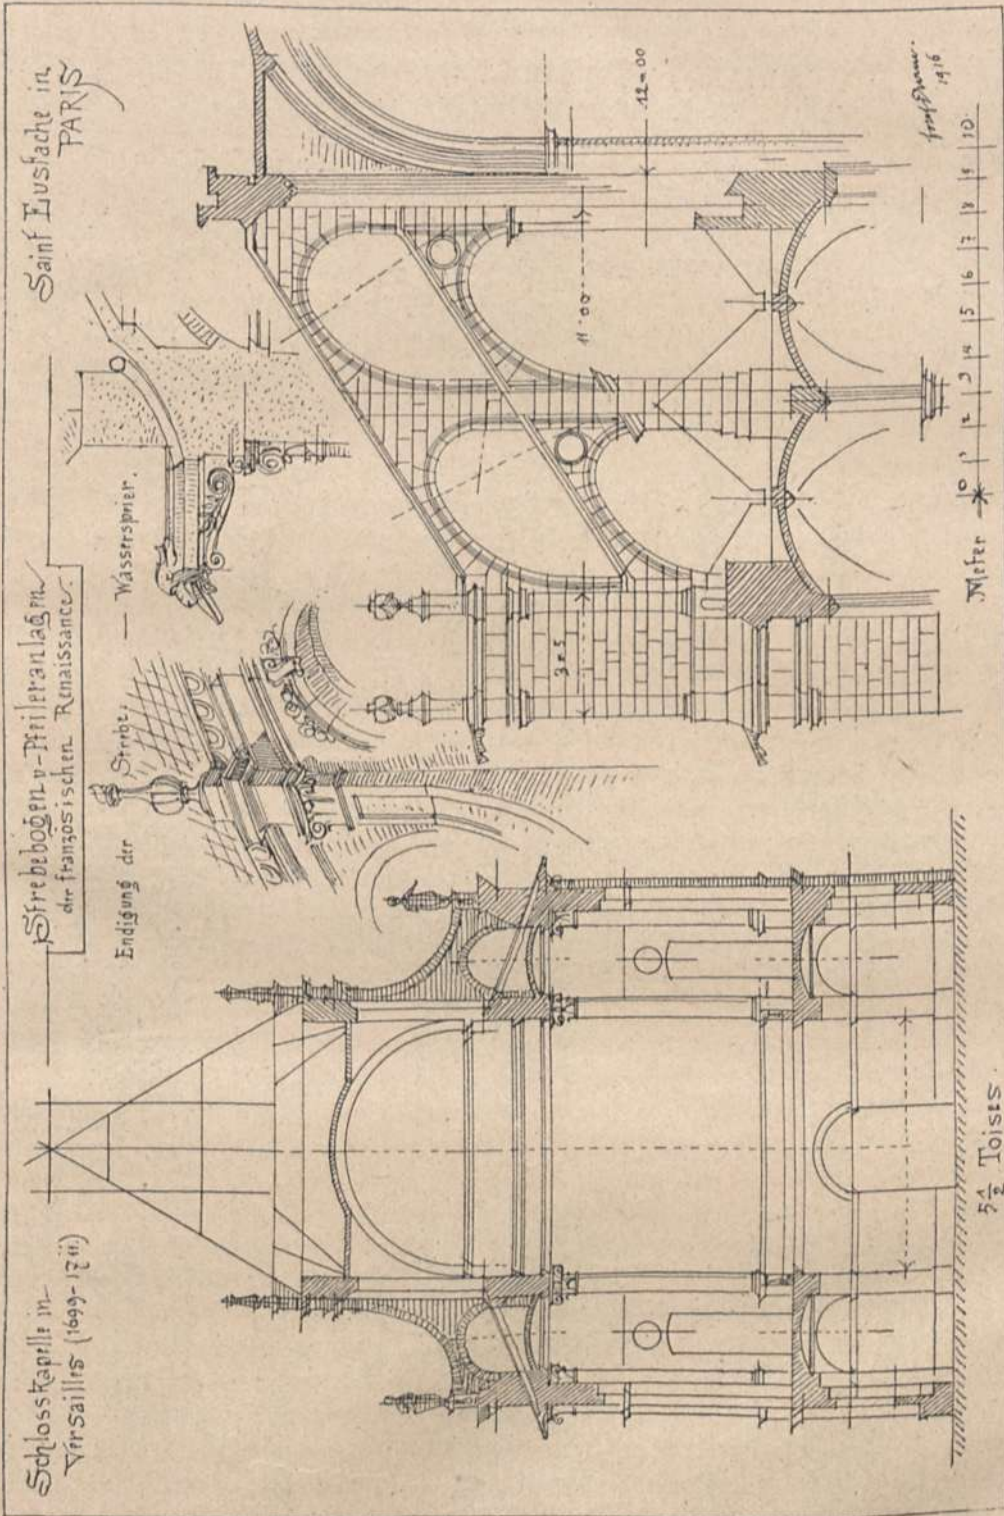 Schlosskapelle in
Versailles (1699-1711)
Strebebögen u-Pfeileranlagen
der französischen Renaissance.
Saint Eustache in
PARIS
Endigung der Strebe.
— Wasserspeier.
12=00
11·00
3=5
5½ Toises.
Meter 0 1 2 3 4 5 6 7 8 9 10
1916